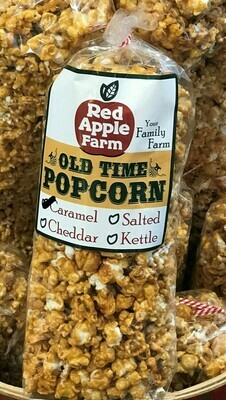 Red
Apple
Farm
Your
Family
Farm
OLD TIME
POPCORN
Caramel
Salted
Cheddar
Kettle